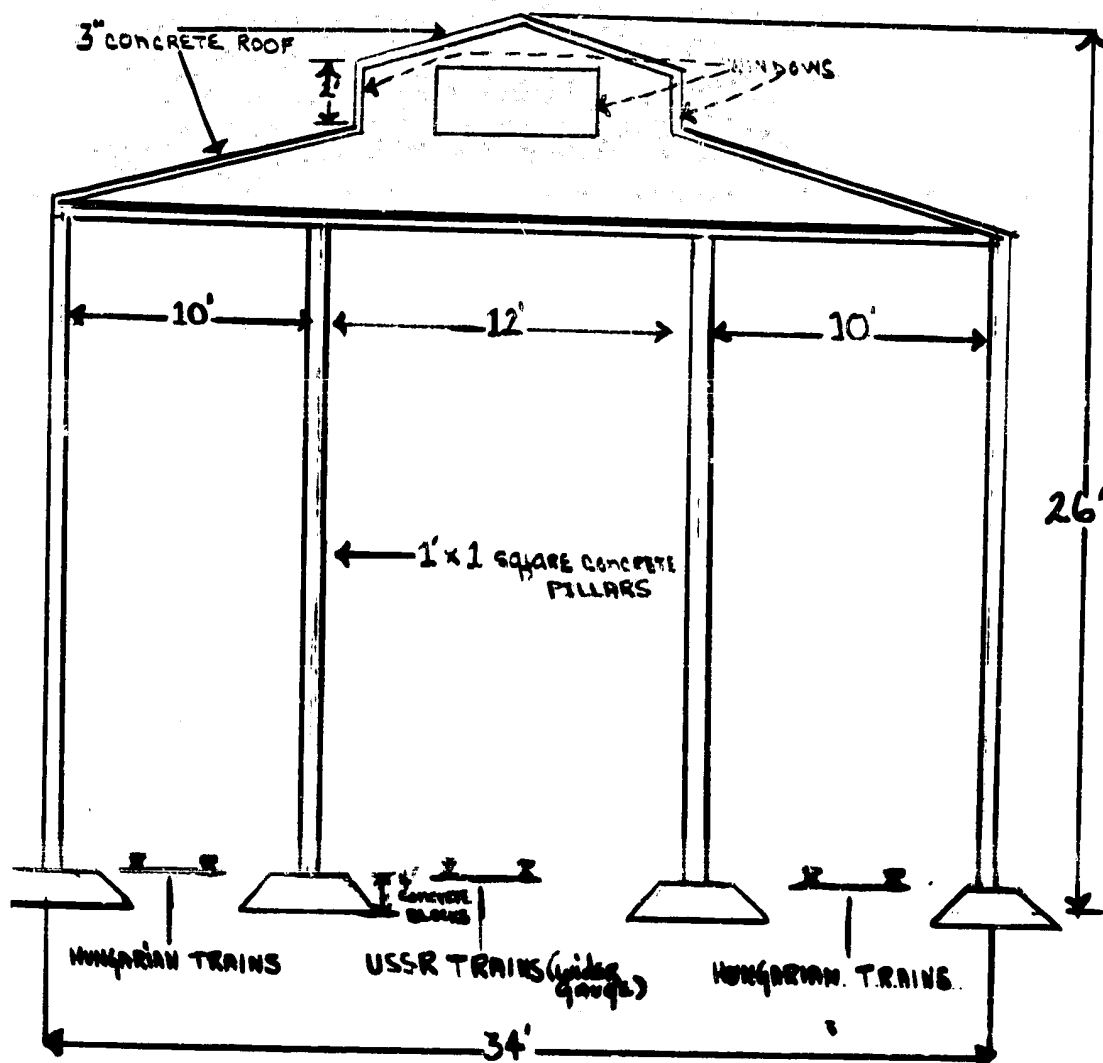 3" CONCRETE ROOF
2'
WINDOWS
10'
12'
10'
26'
1' x 1 SQUARE CONCRETE
PILLARS
CONCRETE
BLOCKS
HUNGARIAN TRAINS
USSR TRAINS (wider
gauge)
HUNGARIAN. TRAINS.
34'